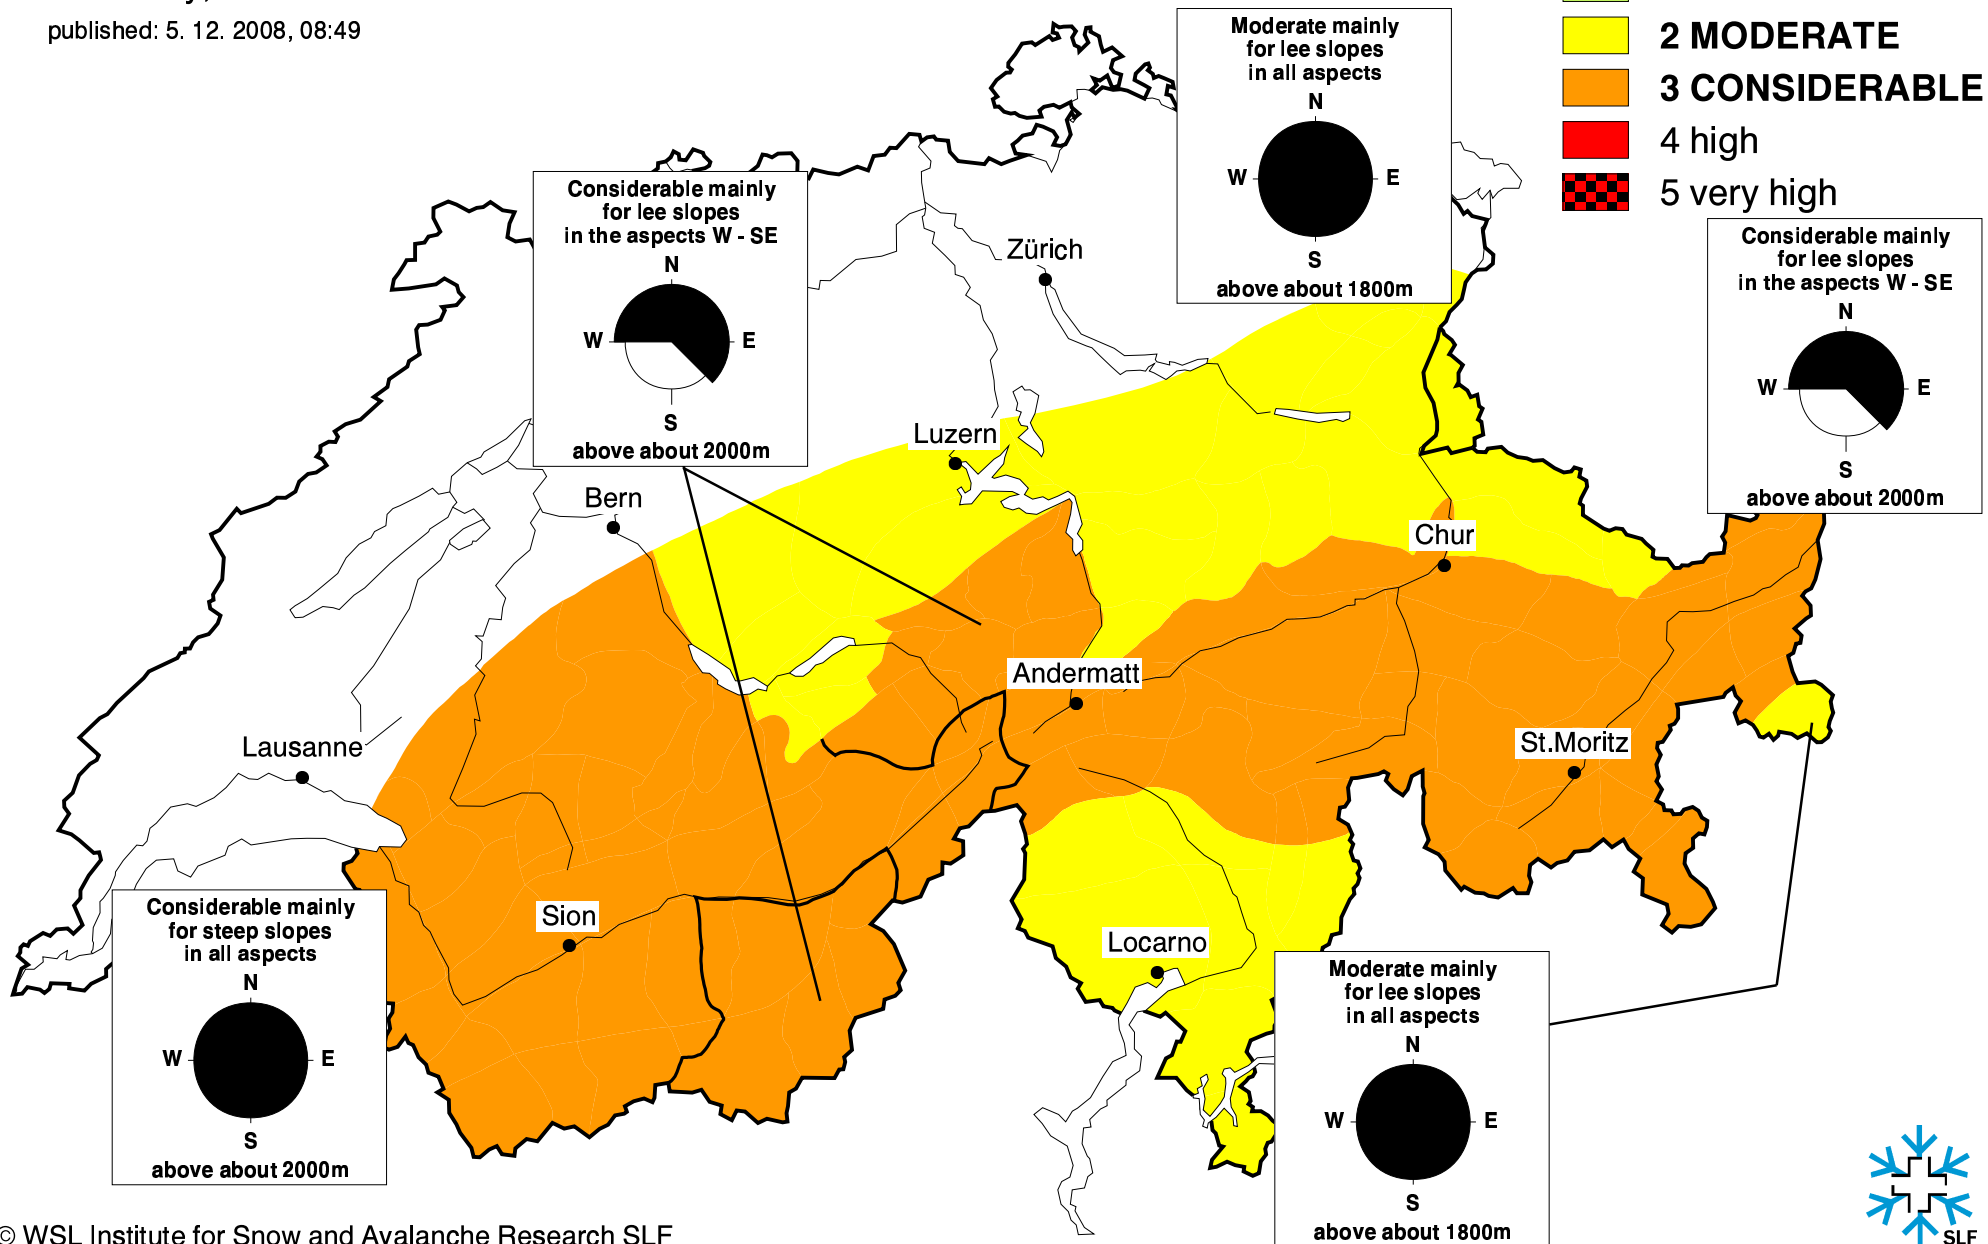 published: 5. 12. 2008, 08:49
2 MODERATE
3 CONSIDERABLE
4 high
5 very high
Moderate mainly
for lee slopes
in all aspects
N
W E
S
above about 1800m
Considerable mainly
for lee slopes
in the aspects W - SE
N
W E
S
above about 2000m
Considerable mainly
for lee slopes
in the aspects W - SE
N
W E
S
above about 2000m
Zürich
Luzern
Bern
Chur
Andermatt
Lausanne
St.Moritz
Sion
Locarno
Considerable mainly
for steep slopes
in all aspects
N
W E
S
above about 2000m
Moderate mainly
for lee slopes
in all aspects
N
W E
S
above about 1800m
© WSL Institute for Snow and Avalanche Research SLF
SLF